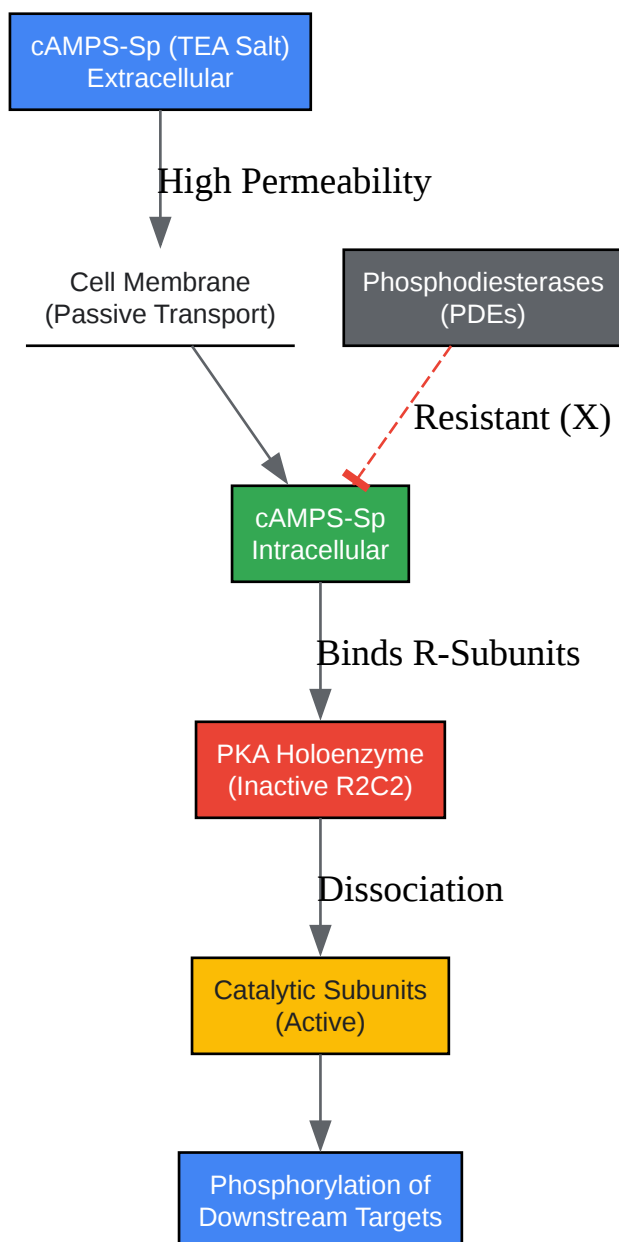 cAMPS-Sp (TEA Salt)
Extracellular
High Permeability
Cell Membrane
(Passive Transport)
Phosphodiesterases
(PDEs)
Resistant (X)
cAMPS-Sp
Intracellular
Binds R-Subunits
PKA Holoenzyme
(Inactive R2C2)
Dissociation
Catalytic Subunits
(Active)
Phosphorylation of
Downstream Targets